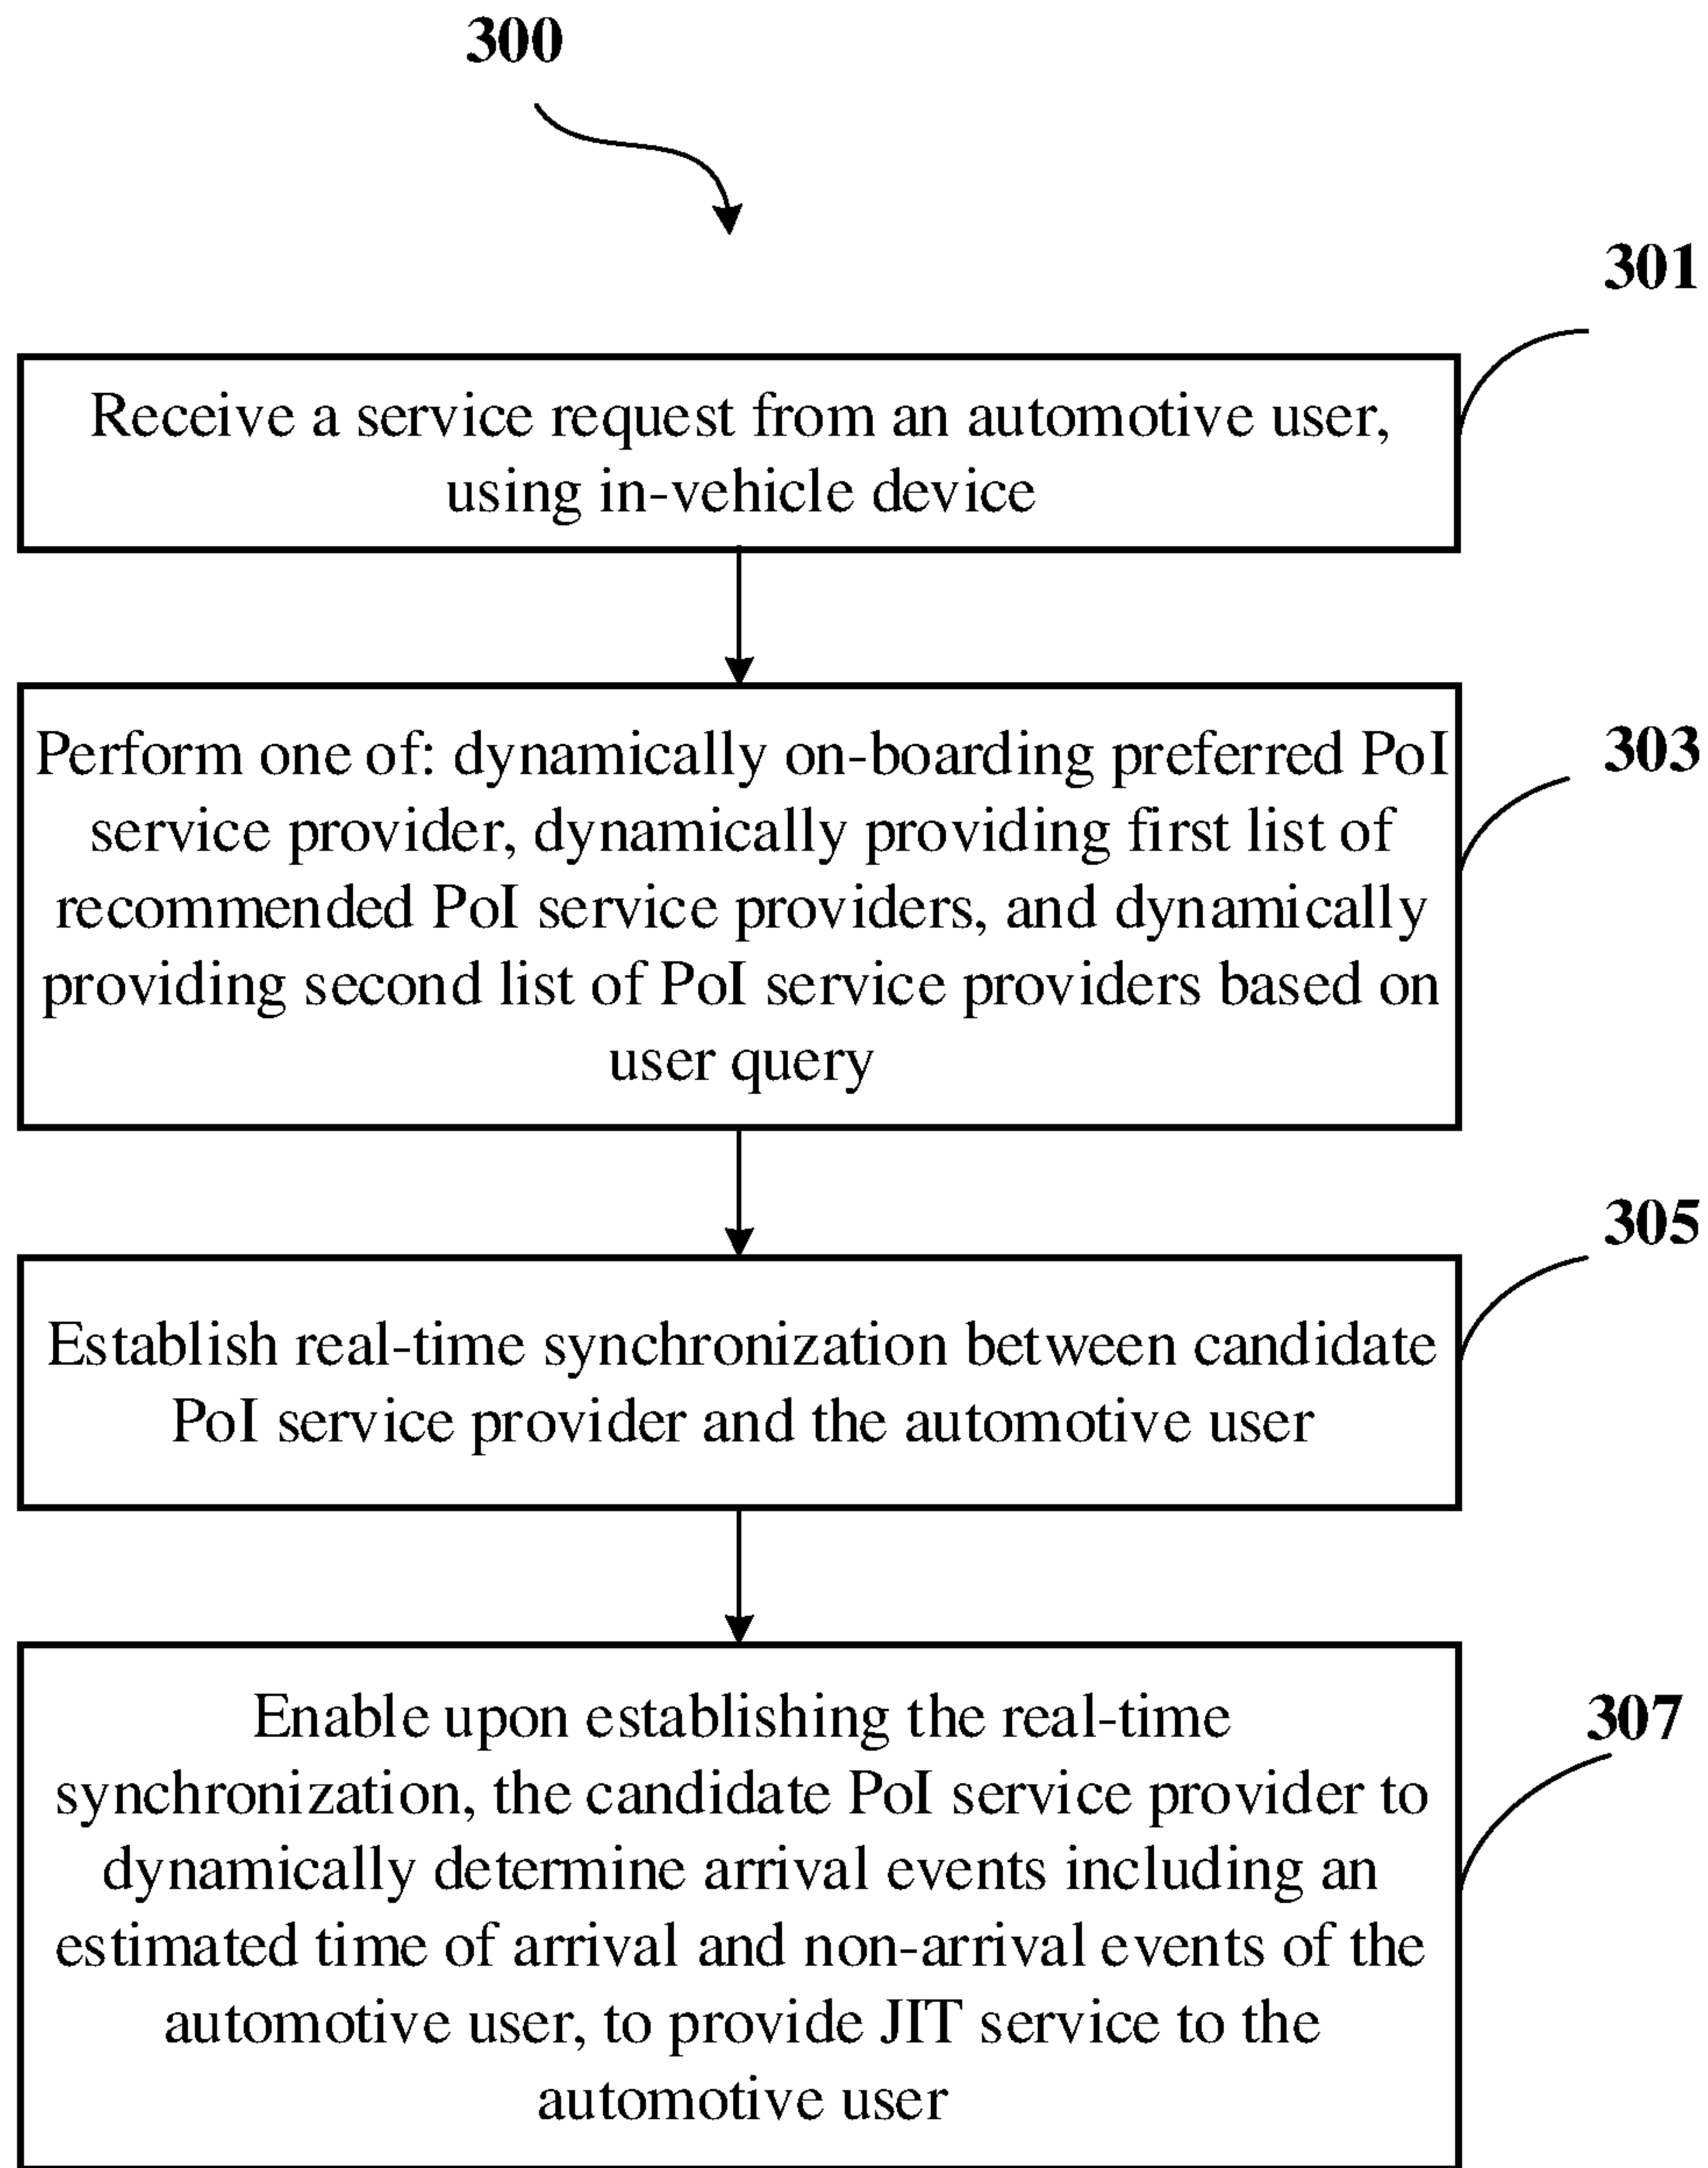 300
301
Receive a service request from an automotive user,
using in-vehicle device
303
Perform one of: dynamically on-boarding preferred PoI
service provider, dynamically providing first list of
recommended PoI service providers, and dynamically
providing second list of PoI service providers based on
user query
305
Establish real-time synchronization between candidate
PoI service provider and the automotive user
307
Enable upon establishing the real-time
synchronization, the candidate PoI service provider to
dynamically determine arrival events including an
estimated time of arrival and non-arrival events of the
automotive user, to provide JIT service to the
automotive user